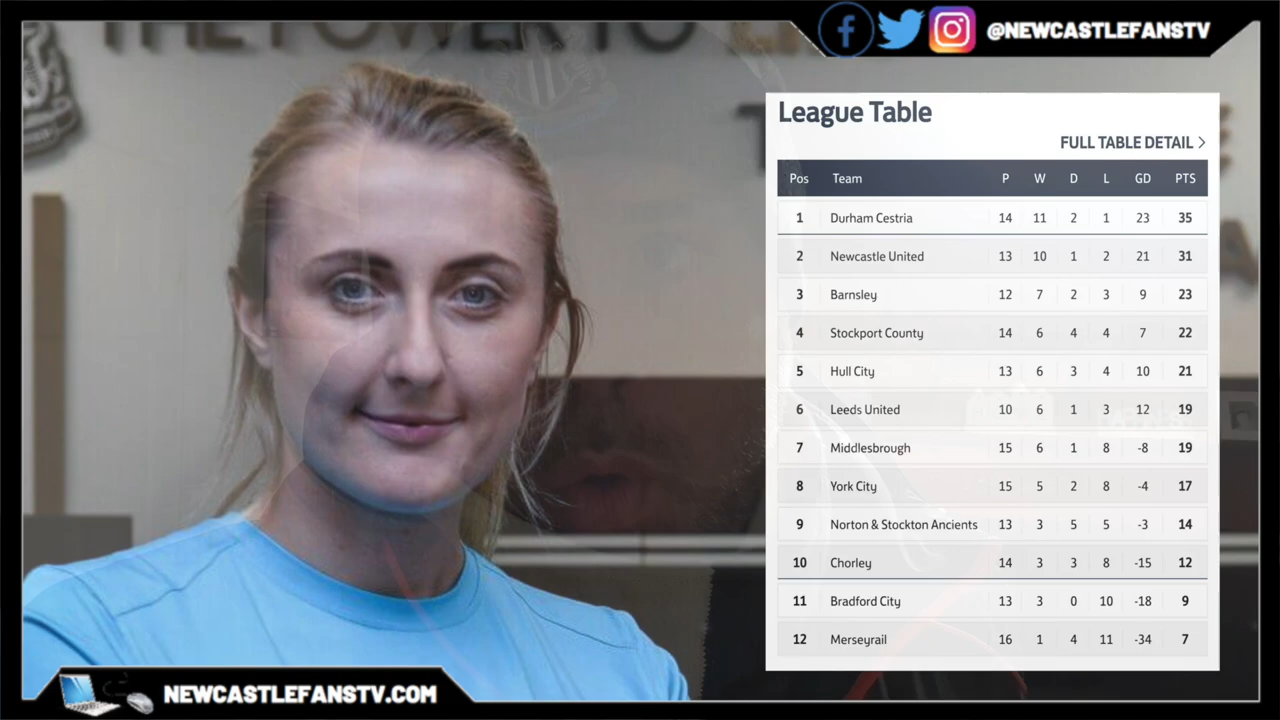 THE POWER TO
@NEWCASTLEFANSTV
League Table
FULL TABLE DETAIL >
Pos Team P W D L GD PTS
1 Durham Cestria 14 11 2 1 23 35
2 Newcastle United 13 10 1 2 21 31
3 Barnsley 12 7 2 3 9 23
4 Stockport County 14 6 4 4 7 22
5 Hull City 13 6 3 4 10 21
6 Leeds United 10 6 1 3 12 19
7 Middlesbrough 15 6 1 8 -8 19
8 York City 15 5 2 8 -4 17
9 Norton & Stockton Ancients 13 3 5 5 -3 14
10 Chorley 14 3 3 8 -15 12
11 Bradford City 13 3 0 10 -18 9
12 Merseyrail 16 1 4 11 -34 7
NEWCASTLEFANSTV.COM